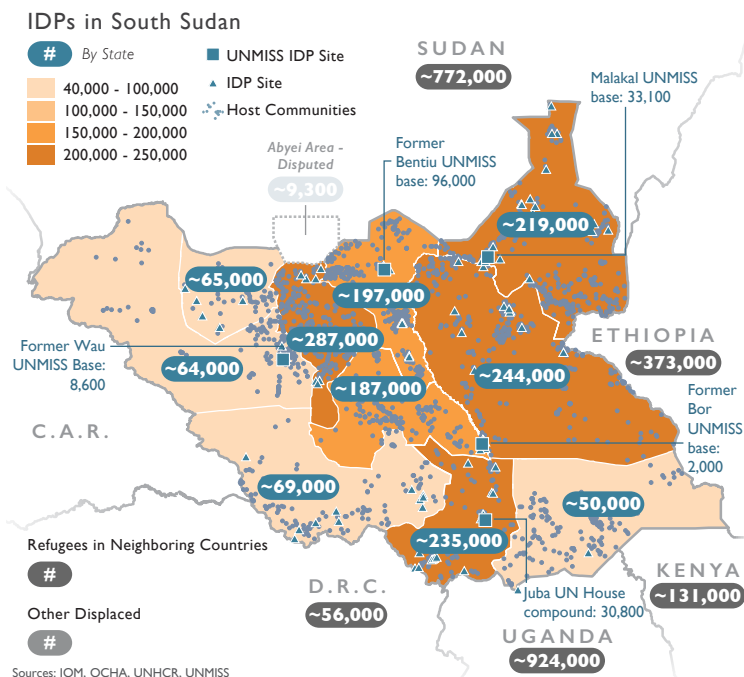 IDPs in South Sudan
# By State
40,000 - 100,000
100,000 - 150,000
150,000 - 200,000
200,000 - 250,000
UNMISS IDP Site
IDP Site
Host Communities
SUDAN
~772,000
Malakal UNMISS
base: 33,100
Abyei Area -
Disputed
~9,300
Former
Bentiu UNMISS
base: 96,000
~219,000
~65,000
~197,000
~287,000
Former Wau
UNMISS Base:
8,600
~64,000
~187,000
~244,000
ETHIOPIA
~373,000
Former
Bor
UNMISS
base:
2,000
C.A.R.
~69,000
~50,000
~235,000
Refugees in Neighboring Countries
#
Other Displaced
#
D.R.C.
~56,000
Juba UN House
compound: 30,800
KENYA
~131,000
UGANDA
~924,000
Sources: IOM, OCHA, UNHCR, UNMISS